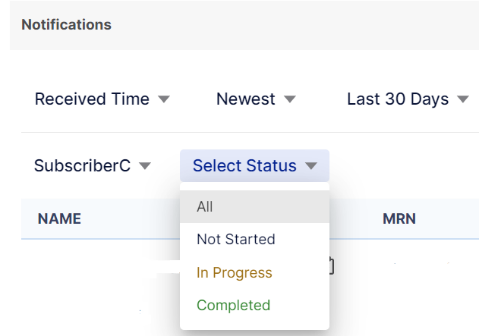 Notifications
Received Time Newest Last 30 Days
SubscriberC Select Status
NAME MRN
All
Not Started
In Progress
Completed